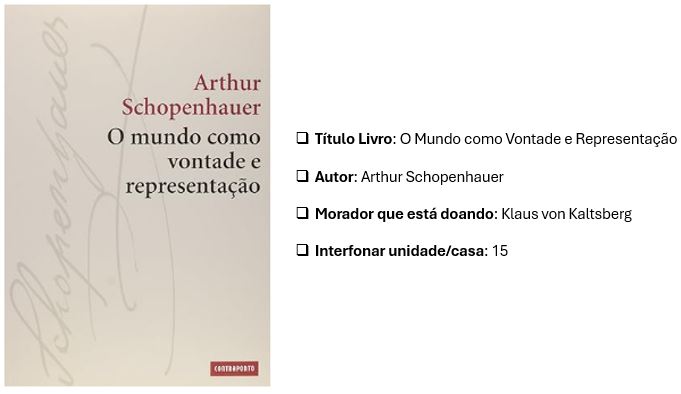 Schopenhauer
Arthur
Schopenhauer
O mundo como
vontade e
representação
CONTRAPONTO
Título Livro: O Mundo como Vontade e Representação
Autor: Arthur Schopenhauer
Morador que está doando: Klaus von Kaltsberg
Interfonar unidade/casa: 15